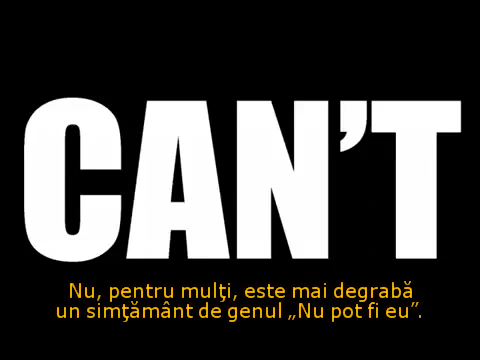 CAN'T
Nu, pentru mulţi, este mai degrabă
un simţământ de genul „Nu pot fi eu”.